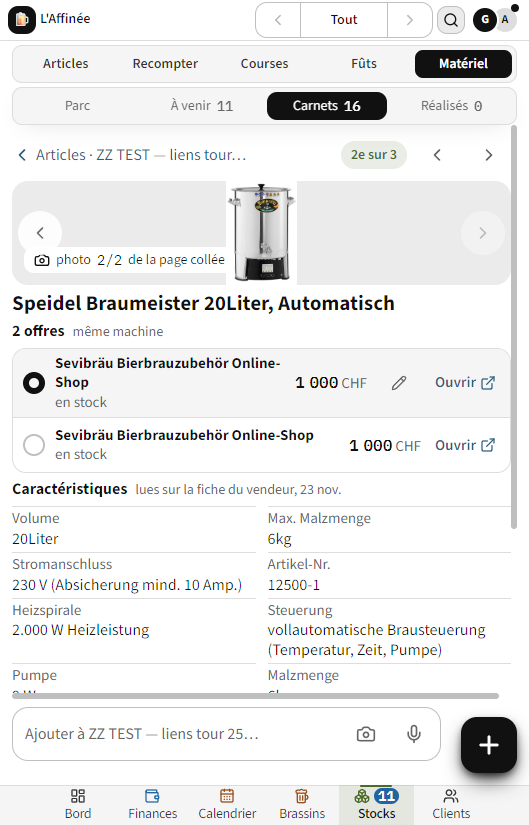 L'Affinée
Tout
G
A
Articles
Recompter
Courses
Fûts
Matériel
Parc
À venir 11
Carnets 16
Réalisés 0
Articles · ZZ TEST — liens tour…
2e sur 3
photo 2/2 de la page collée
Speidel Braumeister 20Liter, Automatisch
2 offres même machine
Sevibräu Bierbrauzubehör Online-
Shop
en stock
1 000 CHF
Ouvrir
Sevibräu Bierbrauzubehör Online-Shop
en stock
1 000 CHF
Ouvrir
Caractéristiques lues sur la fiche du vendeur, 23 nov.
Volume
20Liter
Max. Malzmenge
6kg
Stromanschluss
230 V (Absicherung mind. 10 Amp.)
Artikel-Nr.
12500-1
Heizspirale
2.000 W Heizleistung
Steuerung
vollautomatische Brausteuerung
(Temperatur, Zeit, Pumpe)
Pumpe
Malzmenge
Ajouter à ZZ TEST — liens tour 25…
Bord
Finances
Calendrier
Brassins
11
Stocks
Clients